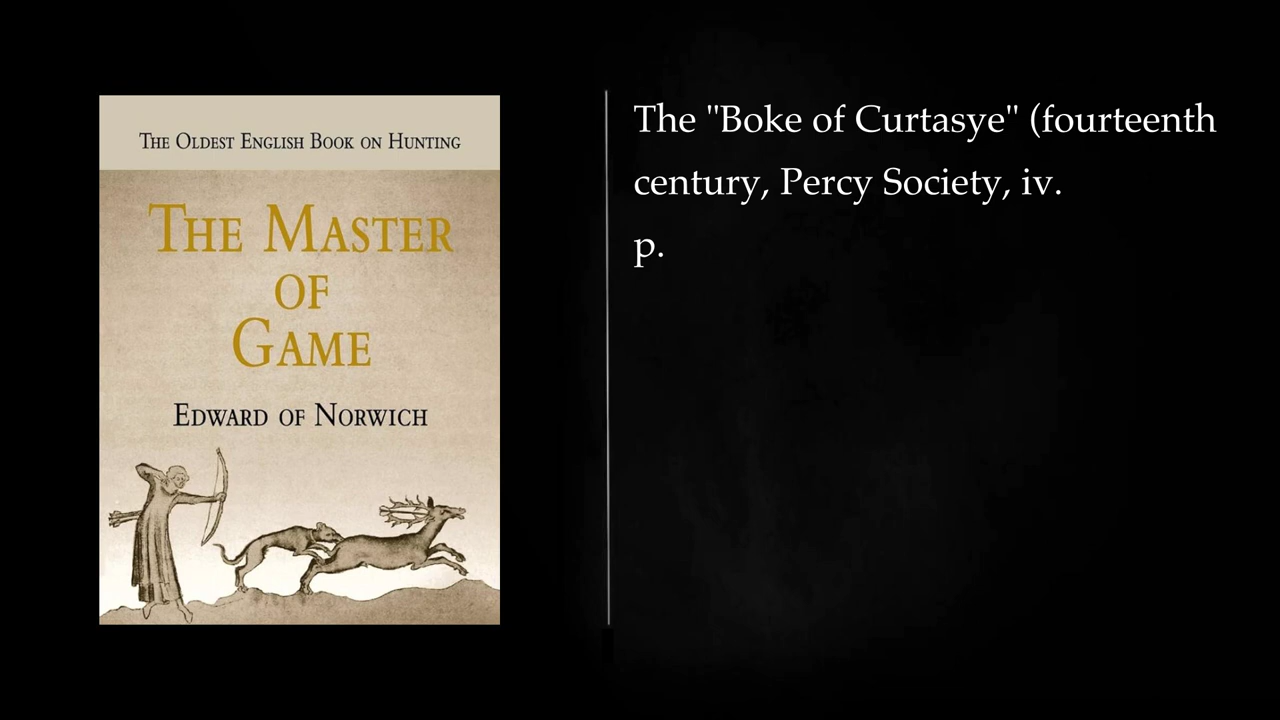 The Oldest English Book on Hunting
The Master
of
Game
Edward of Norwich
The "Boke of Curtasye" (fourteenth
century, Percy Society, iv.
p.